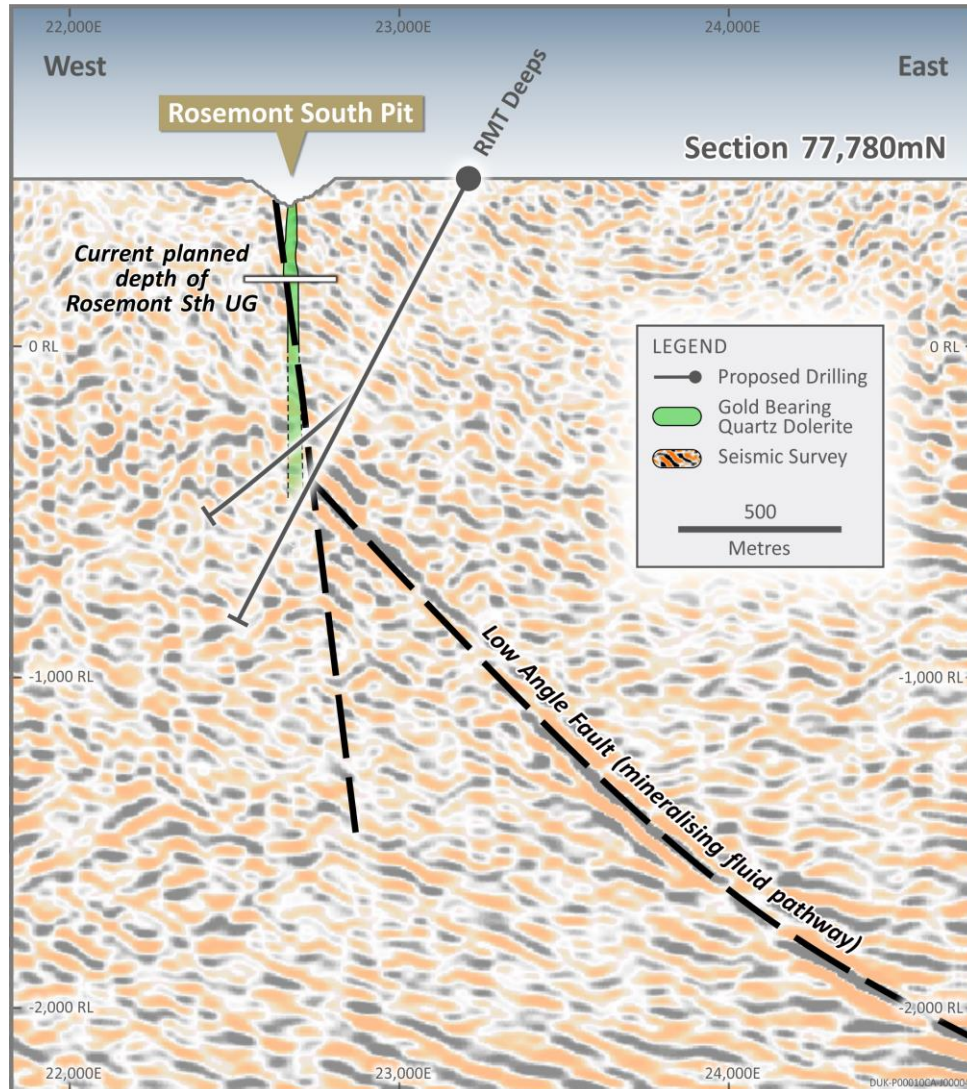 22,000E
23,000E
24,000E
West
East
Rosemont South Pit
RMT Deeps
Section 77,780mN
Current planned
depth of
Rosemont Sth UG
0 RL
0 RL
LEGEND
Proposed Drilling
Gold Bearing
Quartz Dolerite
Seismic Survey
500
Metres
Low Angle Fault (mineralising fluid pathway)
-1,000 RL
-1,000 RL
-2,000 RL
-2,000 RL
22,000E
23,000E
24,000E